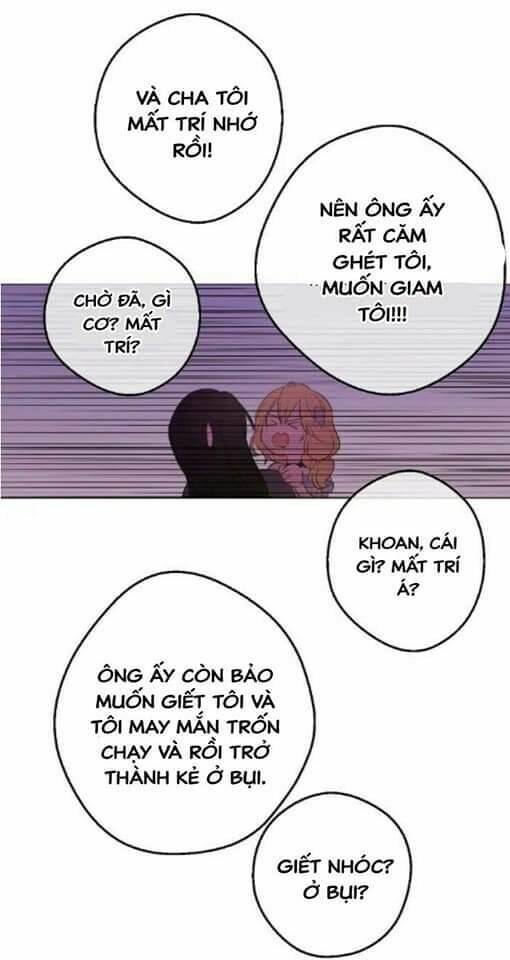 VÀ CHA TÔI
MẤT TRÍ NHỚ
RỒI!
NÊN ÔNG ẤY
RẤT CĂM
GHÉT TÔI,
MUỐN GIAM
TÔI!!!
CHỜ ĐÃ, GÌ
CƠ? MẤT
TRÍ?
KHOAN, CÁI
GÌ? MẤT TRÍ
Á?
ÔNG ẤY CÒN BẢO
MUỐN GIẾT TÔI VÀ
TÔI MAY MẮN TRỐN
CHẠY VÀ RỒI TRỞ
THÀNH KẺ Ở BỤI.
GIẾT NHÓC?
Ở BỤI?